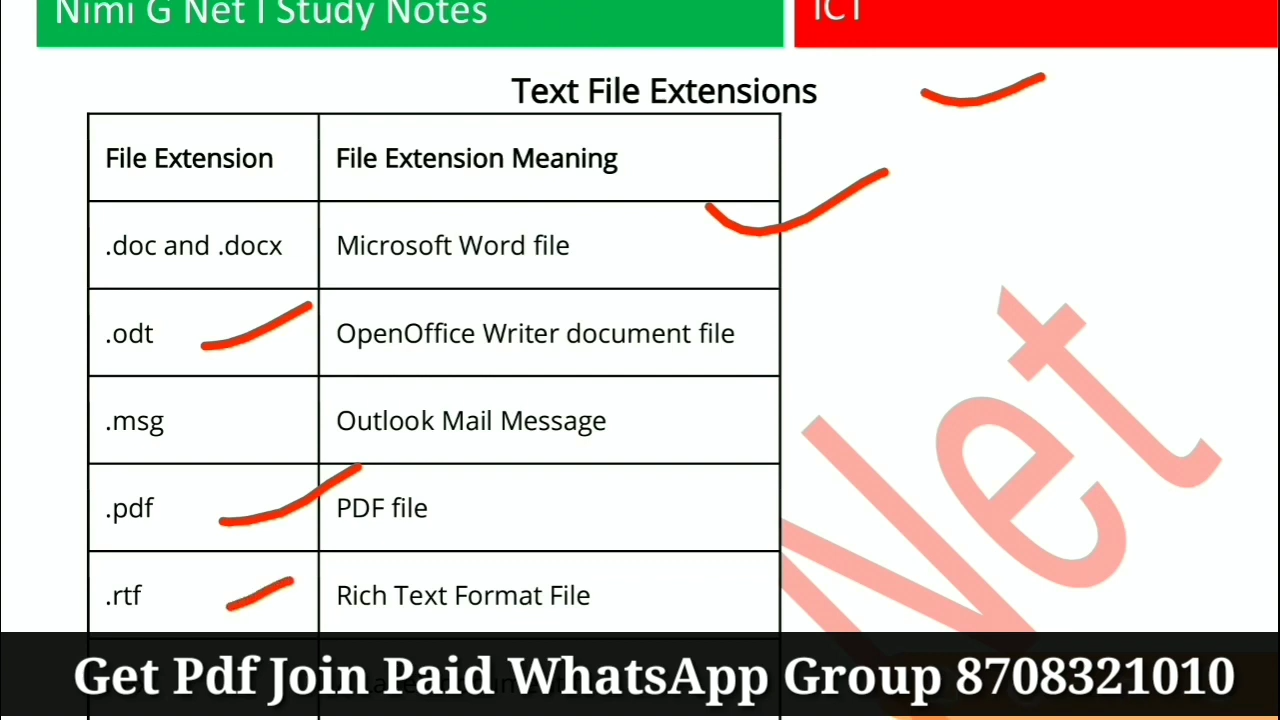 Nimi G Net I Study Notes
ICT
Text File Extensions
File Extension File Extension Meaning
.doc and .docx Microsoft Word file
.odt OpenOffice Writer document file
.msg Outlook Mail Message
.pdf PDF file
.rtf Rich Text Format File
Get Pdf Join Paid WhatsApp Group 8708321010
Net